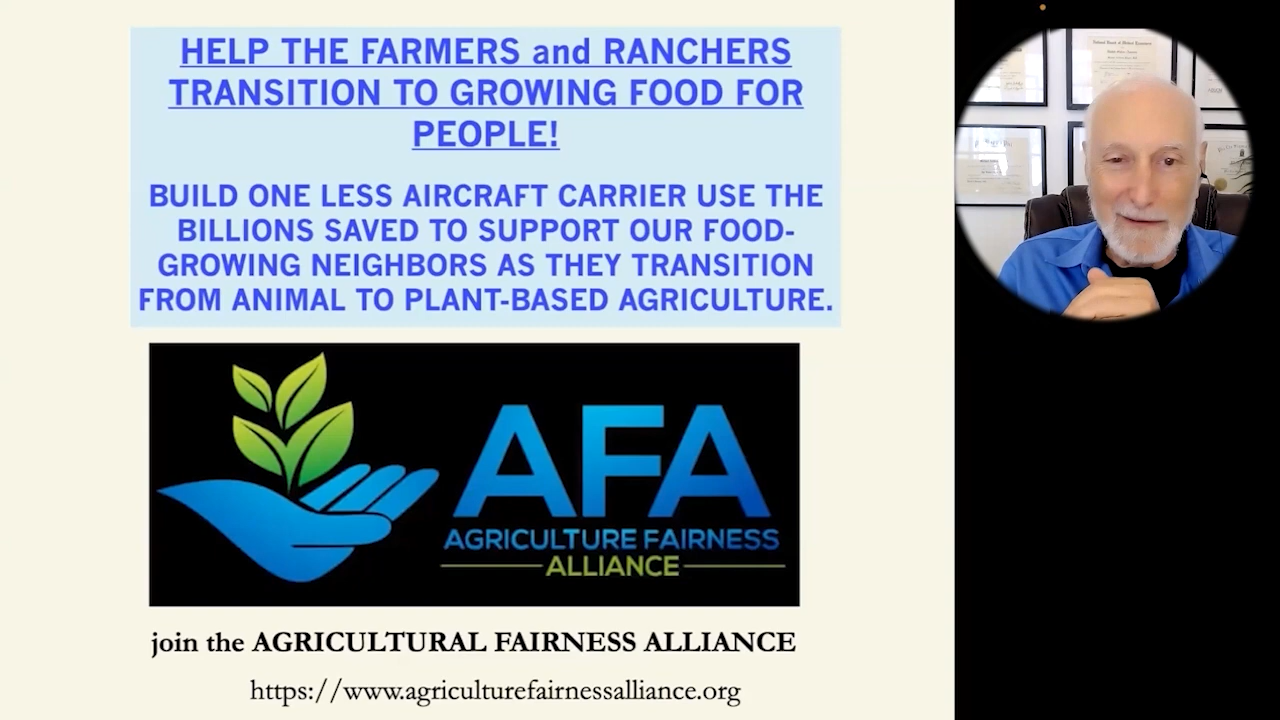 HELP THE FARMERS and RANCHERS
TRANSITION TO GROWING FOOD FOR
PEOPLE!
BUILD ONE LESS AIRCRAFT CARRIER USE THE
BILLIONS SAVED TO SUPPORT OUR FOOD-
GROWING NEIGHBORS AS THEY TRANSITION
FROM ANIMAL TO PLANT-BASED AGRICULTURE.
AFA
AGRICULTURE FAIRNESS
ALLIANCE
join the AGRICULTURAL FAIRNESS ALLIANCE
https://www.agriculturefairnessalliance.org